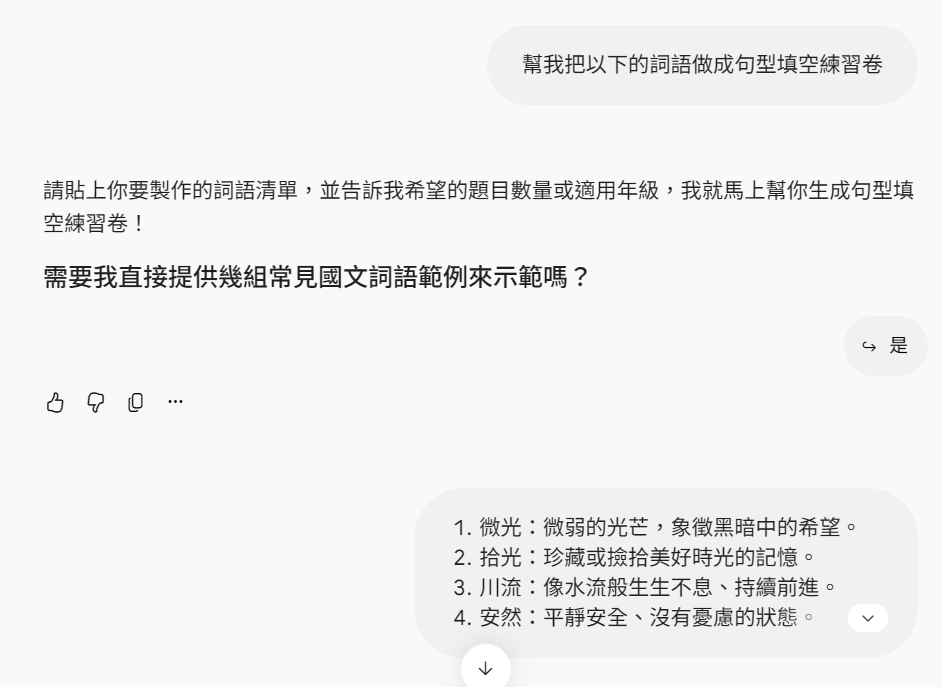 幫我把以下的詞語做成句型填空練習卷
請貼上你要製作的詞語清單，並告訴我希望的題目數量或適用年級，我就馬上幫你生成句型填
空練習卷！
需要我直接提供幾組常見國文詞語範例來示範嗎？
是
1. 微光：微弱的光芒，象徵黑暗中的希望。
2. 拾光：珍藏或撿拾美好時光的記憶。
3. 川流：像水流般生生不息、持續前進。
4. 安然：平靜安全、沒有憂慮的狀態。